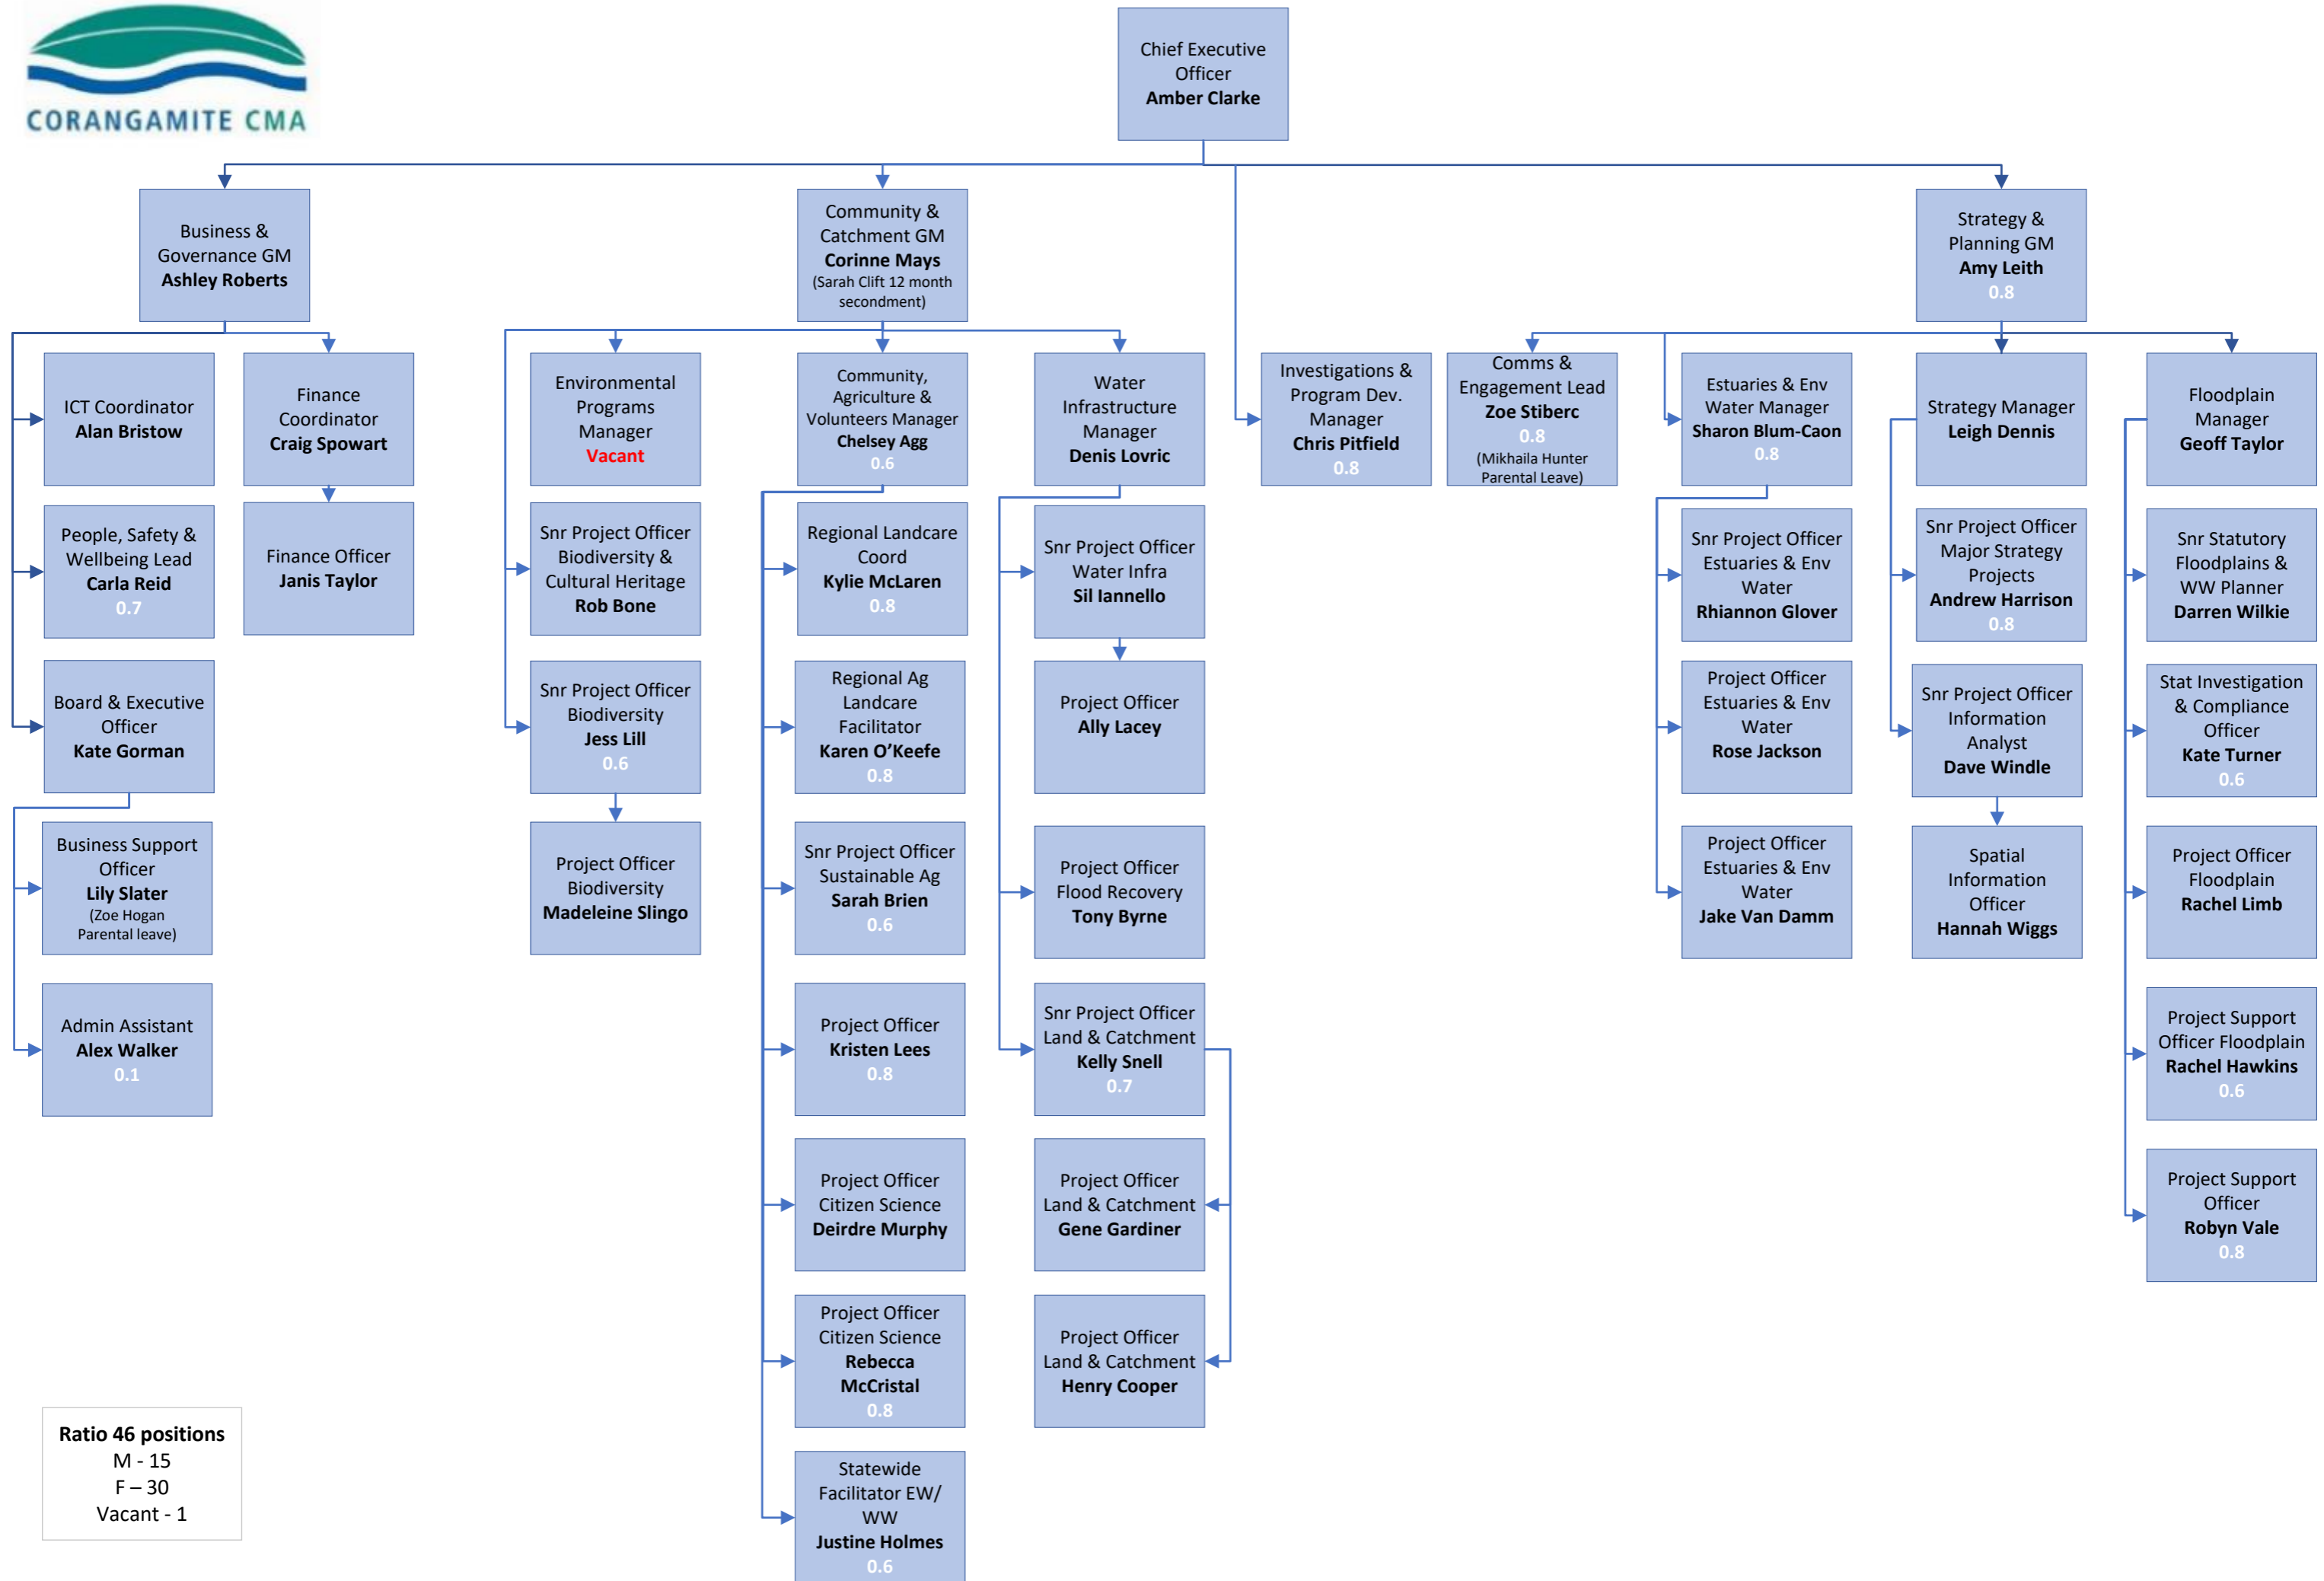 CORANGAMITE CMA
Chief Executive
Officer
Amber Clarke
Business &
Governance GM
Ashley Roberts
Community &
Catchment GM
Corinne Mays
(Sarah Clift 12 month
secondment)
Strategy &
Planning GM
Amy Leith
0.8
ICT Coordinator
Alan Bristow
Finance
Coordinator
Craig Spowart
Environmental
Programs
Manager
Vacant
Community,
Agriculture &
Volunteers Manager
Chelsey Agg
0.6
Water
Infrastructure
Manager
Denis Lovric
Investigations &
Program Dev.
Manager
Chris Pitfield
0.8
Comms &
Engagement Lead
Zoe Stiberc
0.8
(Mikhaila Hunter
Parental Leave)
Estuaries & Env
Water Manager
Sharon Blum-Caon
0.8
Strategy Manager
Leigh Dennis
Floodplain
Manager
Geoff Taylor
People, Safety &
Wellbeing Lead
Carla Reid
0.7
Finance Officer
Janis Taylor
Snr Project Officer
Biodiversity &
Cultural Heritage
Rob Bone
Regional Landcare
Coord
Kylie McLaren
0.8
Snr Project Officer
Water Infra
Sil Iannello
Snr Project Officer
Estuaries & Env
Water
Rhiannon Glover
Snr Project Officer
Major Strategy
Projects
Andrew Harrison
0.8
Snr Statutory
Floodplains &
WW Planner
Darren Wilkie
Board & Executive
Officer
Kate Gorman
Snr Project Officer
Biodiversity
Jess Lill
0.6
Regional Ag
Landcare
Facilitator
Karen O'Keefe
0.8
Project Officer
Ally Lacey
Project Officer
Estuaries & Env
Water
Rose Jackson
Snr Project Officer
Information
Analyst
Dave Windle
Stat Investigation
& Compliance
Officer
Kate Turner
0.6
Business Support
Officer
Lily Slater
(Zoe Hogan
Parental leave)
Project Officer
Biodiversity
Madeleine Slingo
Snr Project Officer
Sustainable Ag
Sarah Brien
0.6
Project Officer
Flood Recovery
Tony Byrne
Project Officer
Estuaries & Env
Water
Jake Van Damm
Spatial
Information
Officer
Hannah Wiggs
Project Officer
Floodplain
Rachel Limb
Admin Assistant
Alex Walker
0.1
Project Officer
Kristen Lees
0.8
Snr Project Officer
Land & Catchment
Kelly Snell
0.7
Project Support
Officer Floodplain
Rachel Hawkins
0.6
Project Officer
Citizen Science
Deirdre Murphy
Project Officer
Land & Catchment
Gene Gardiner
Project Support
Officer
Robyn Vale
0.8
Project Officer
Citizen Science
Rebecca
McCristal
0.8
Project Officer
Land & Catchment
Henry Cooper
Ratio 46 positions
M - 15
F – 30
Vacant - 1
Statewide
Facilitator EW/
WW
Justine Holmes
0.6